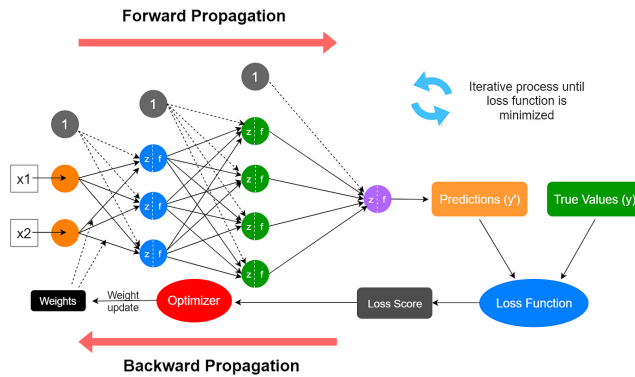 Forward Propagation
1
1
1
Iterative process until
loss function is
minimized
z f
z f
z f
z f
z f
z f
z f
z f
x1
x2
Predictions (y')
True Values (y)
Weights
Weight
update
Optimizer
Loss Score
Loss Function
Backward Propagation